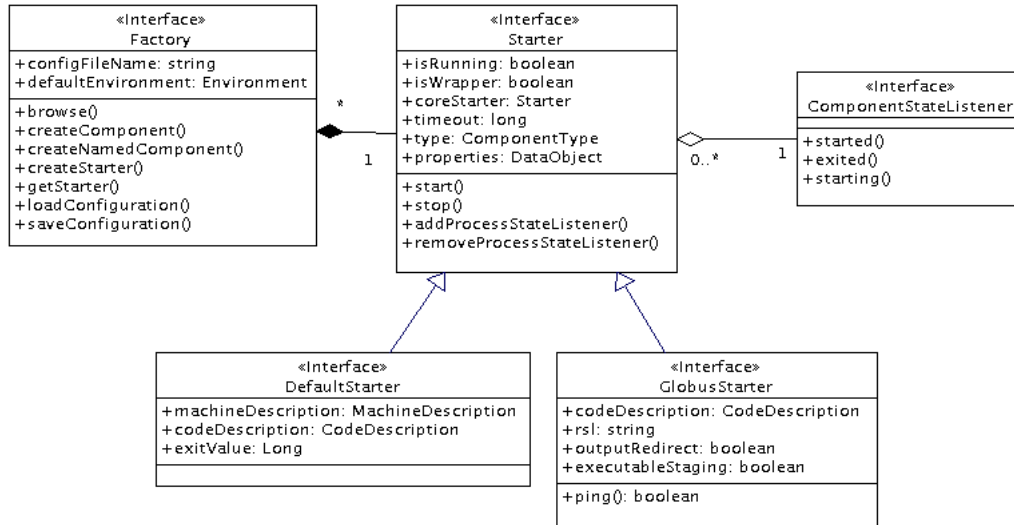 «Interface»
Factory
+configFileName: string
+defaultEnvironment: Environment
+browse()
+createComponent()
+createNamedComponent()
+createStarter()
+getStarter()
+loadConfiguration()
+saveConfiguration()
*
1
«Interface»
Starter
+isRunning: boolean
+isWrapper: boolean
+coreStarter: Starter
+timeout: long
+type: ComponentType
+properties: DataObject
+start()
+stop()
+addProcessStateListener()
+removeProcessStateListener()
0..*
1
«Interface»
ComponentStateListener
+started()
+exited()
+starting()
«Interface»
DefaultStarter
+machineDescription: MachineDescription
+codeDescription: CodeDescription
+exitValue: Long
«Interface»
GlobusStarter
+codeDescription: CodeDescription
+rsl: string
+outputRedirect: boolean
+executableStaging: boolean
+ping(): boolean